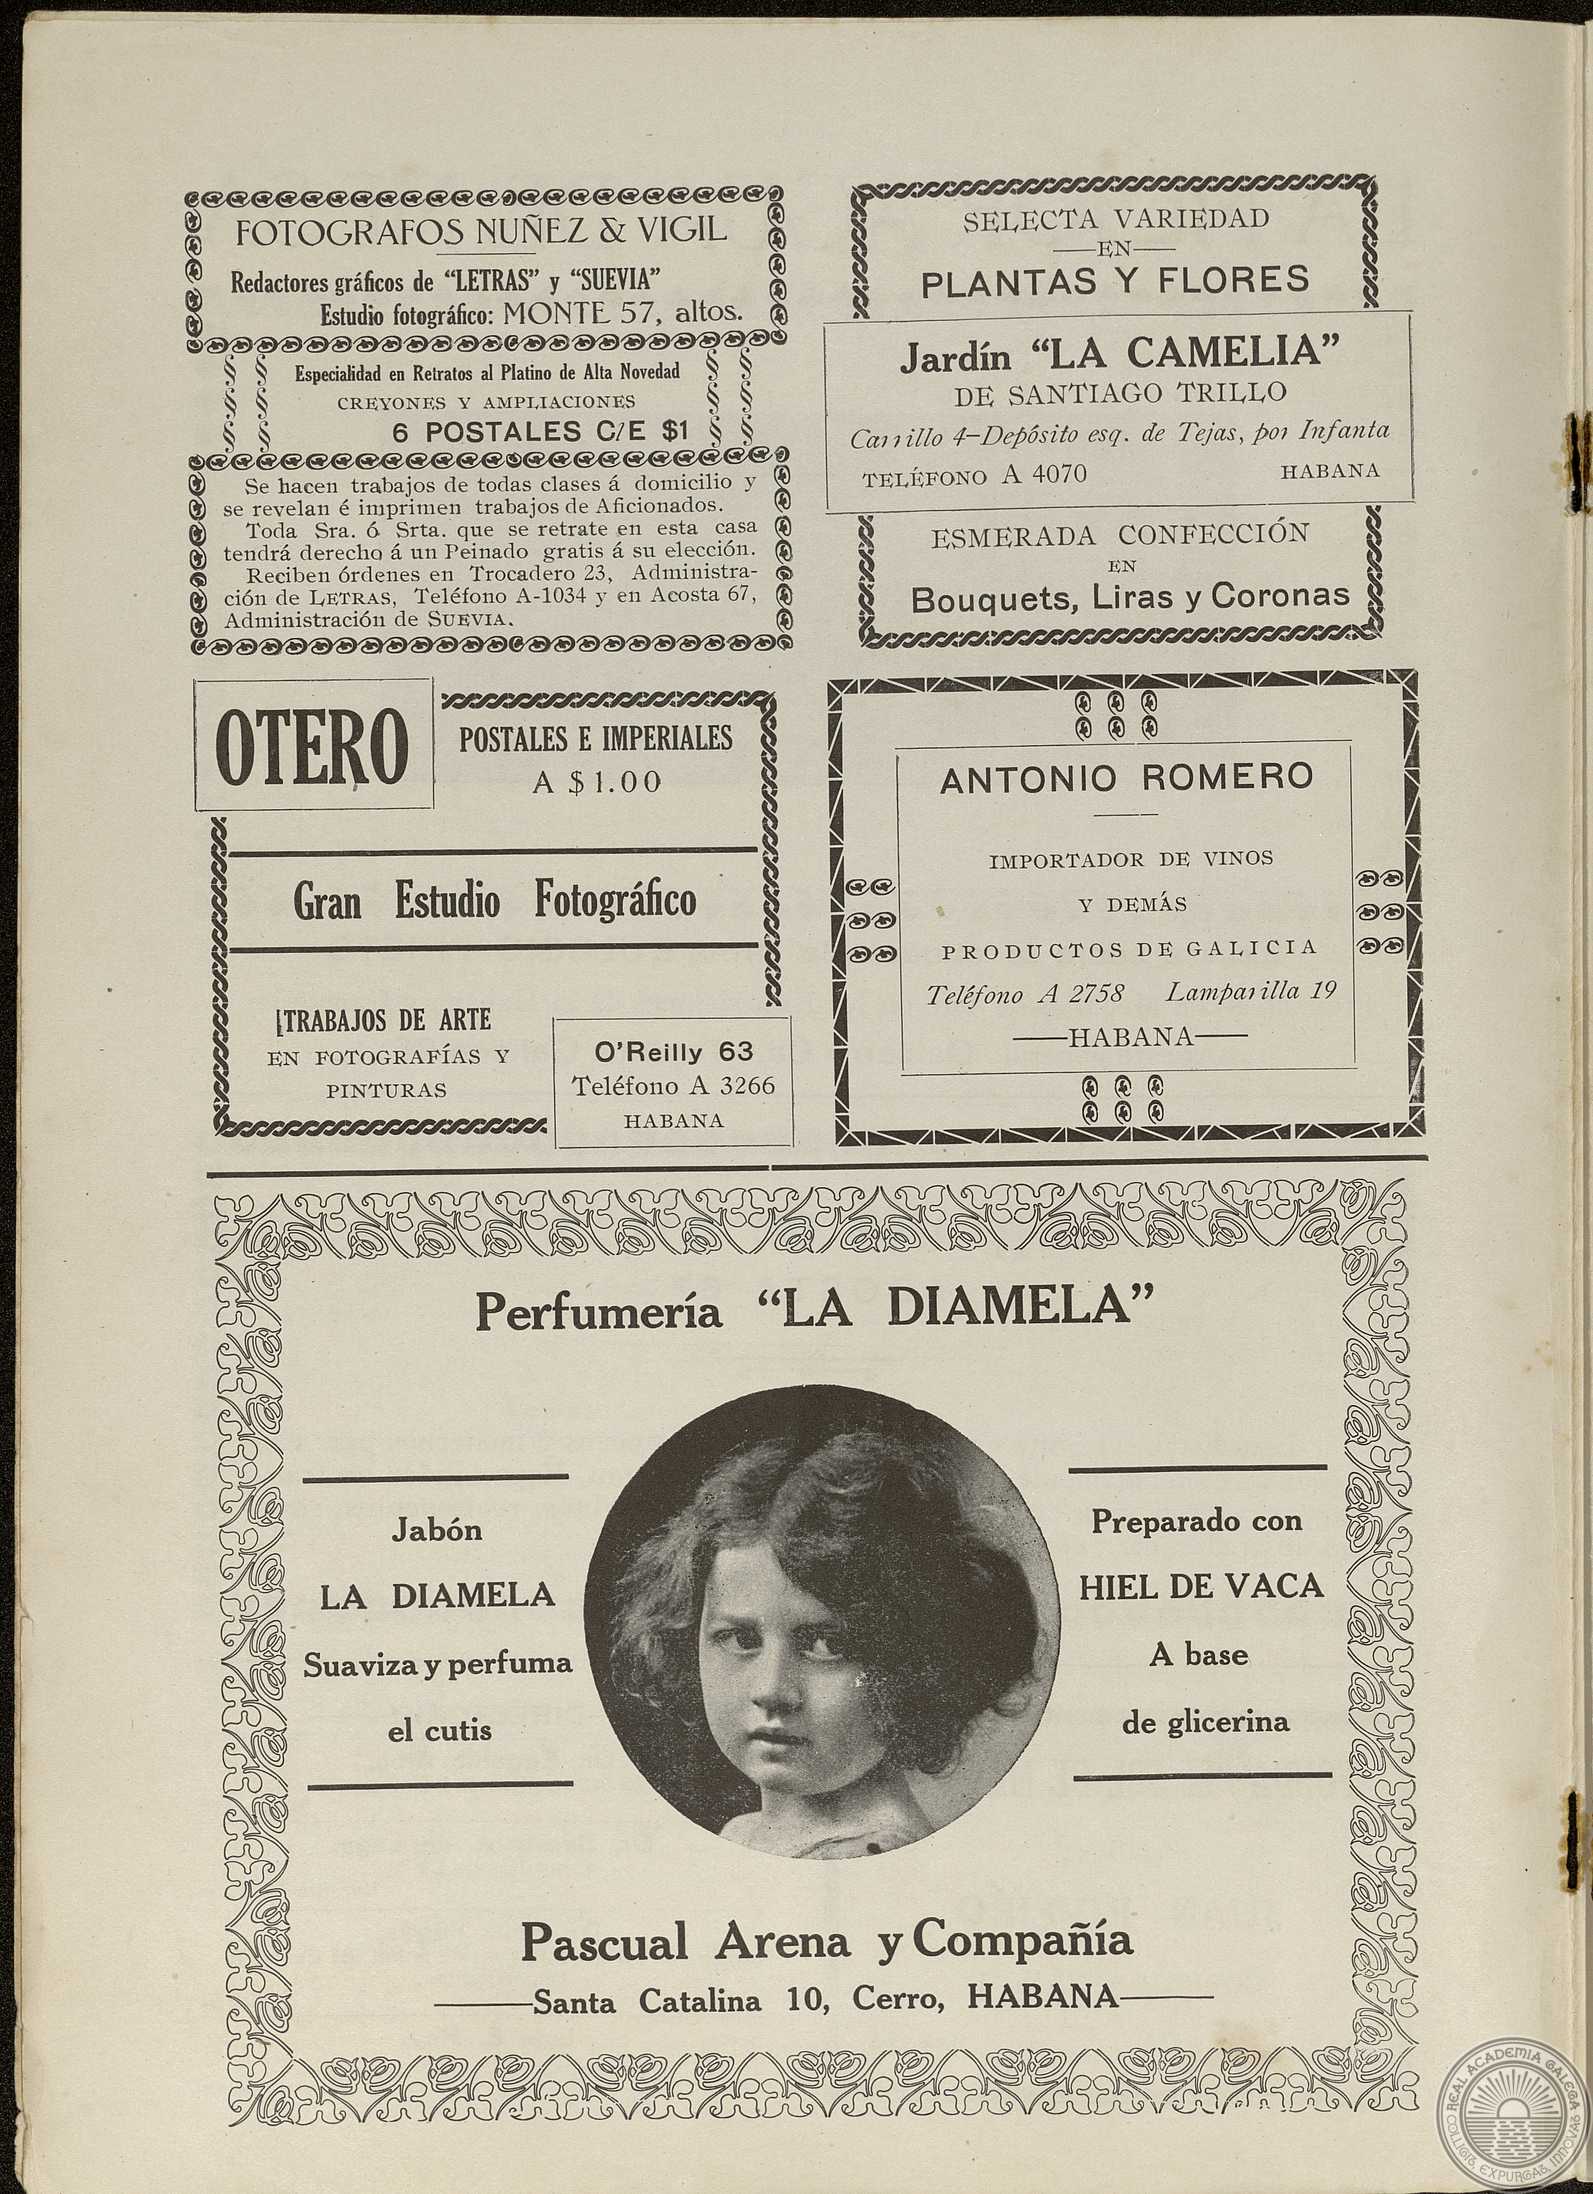 FOTOGRAFOS NUÑEZ & VIGIL
Redactores gráficos de “LETRAS” y “SUEVIA”
Estudio fotográfico: MONTE 57, altos.
Especialidad en Retratos al Platino de Alta Novedad
CREYONES Y AMPLIACIONES
6 POSTALES C/E $1
Se hacen trabajos de todas clases á domicilio y
se revelan é imprimen trabajos de Aficionados.
Toda Sra. ó Srta. que se retrate en esta casa
tendrá derecho á un Peinado gratis á su elección.
Reciben órdenes en Trocadero 23, Administra-
ción de LETRAS, Teléfono A-1034 y en Acosta 67,
Administración de SUEVIA.
SELECTA VARIEDAD
EN
PLANTAS Y FLORES
Jardín “LA CAMELIA”
DE SANTIAGO TRILLO
Carrillo 4—Depósito esq. de Tejas, por Infanta
TELÉFONO A 4070 HABANA
ESMERADA CONFECCIÓN
EN
Bouquets, Liras y Coronas
OTERO
POSTALES E IMPERIALES
A $1.00
Gran Estudio Fotográfico
TRABAJOS DE ARTE
EN FOTOGRAFÍAS Y
PINTURAS
O'Reilly 63
Teléfono A 3266
HABANA
ANTONIO ROMERO
IMPORTADOR DE VINOS
Y DEMÁS
PRODUCTOS DE GALICIA
Teléfono A 2758 Lamparilla 19
HABANA
Perfumería “LA DIAMELA”
Jabón
LA DIAMELA
Suaviza y perfuma
el cutis
Preparado con
HIEL DE VACA
A base
de glicerina
Pascual Arena y Compañía
Santa Catalina 10, Cerro, HABANA
REAL ACADEMIA GALEGA
COLLIGIT, EXPURGAT, INNOVAT